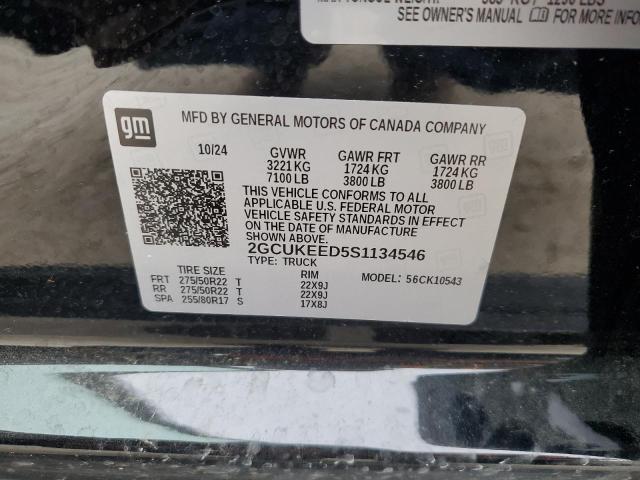 SEE OWNER'S MANUAL FOR MORE INFO
gm
MFD BY GENERAL MOTORS OF CANADA COMPANY
10/24 GVWR GAWR FRT GAWR RR
3221 KG 1724 KG 1724 KG
7100 LB 3800 LB 3800 LB
THIS VEHICLE CONFORMS TO ALL
APPLICABLE U.S. FEDERAL MOTOR
VEHICLE SAFETY STANDARDS IN EFFECT
ON THE DATE OF MANUFACTURE
SHOWN ABOVE.
2GCUKEED5S1134546
TYPE: TRUCK
MODEL: 56CK10543
TIRE SIZE RIM
FRT 275/50R22 T 22X9J
RR 275/50R22 T 22X9J
SPA 255/80R17 S 17X8J